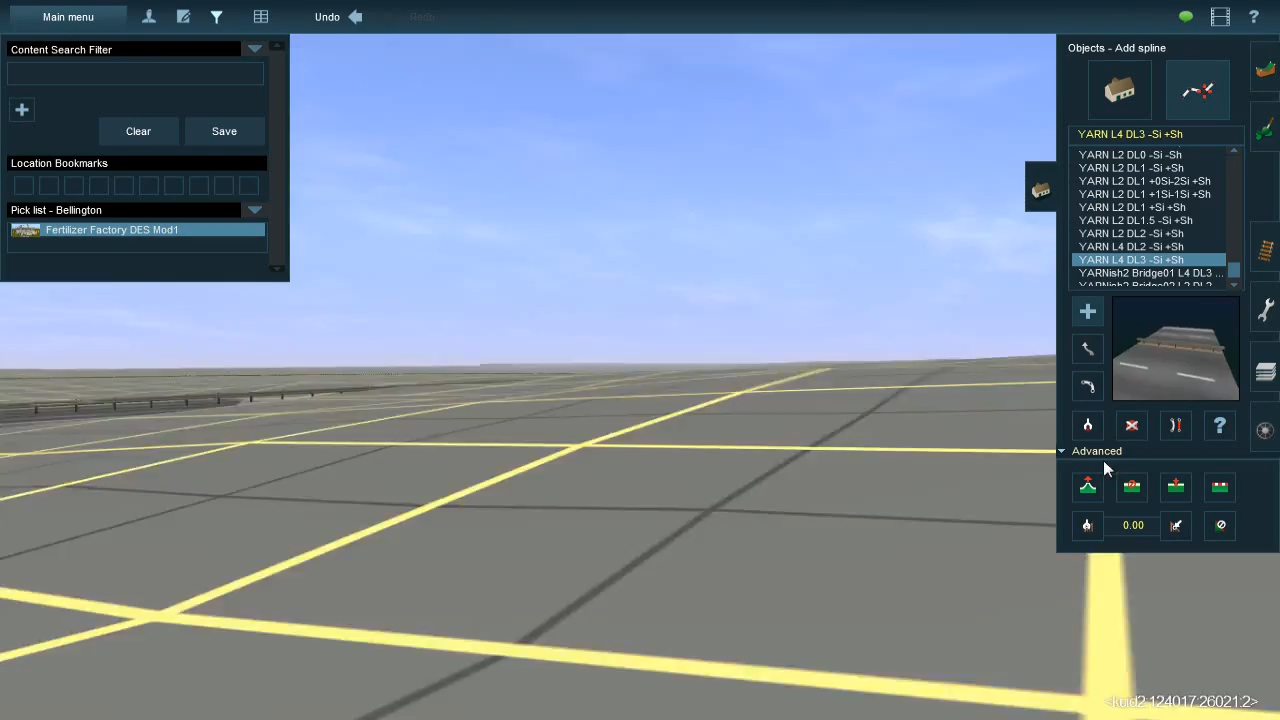 Main menu
Undo
Redo
?
Content Search Filter
Clear
Save
Location Bookmarks
Pick list - Bellington
Fertilizer Factory DES Mod1
Objects - Add spline
YARN L4 DL3 -Si +Sh
YARN L2 DL0 -Si -Sh
YARN L2 DL1 -Si +Sh
YARN L2 DL1 +0Si-2Si +Sh
YARN L2 DL1 +1Si-1Si +Sh
YARN L2 DL1 +Si +Sh
YARN L2 DL1.5 -Si +Sh
YARN L2 DL2 -Si +Sh
YARN L4 DL2 -Si +Sh
YARN L4 DL3 -Si +Sh
YARNish2 Bridge01 L4 DL3 ...
YARNish2 Bridge02 L2 DL2
?
Advanced
0.00
<kuid2:124017:26021:2>